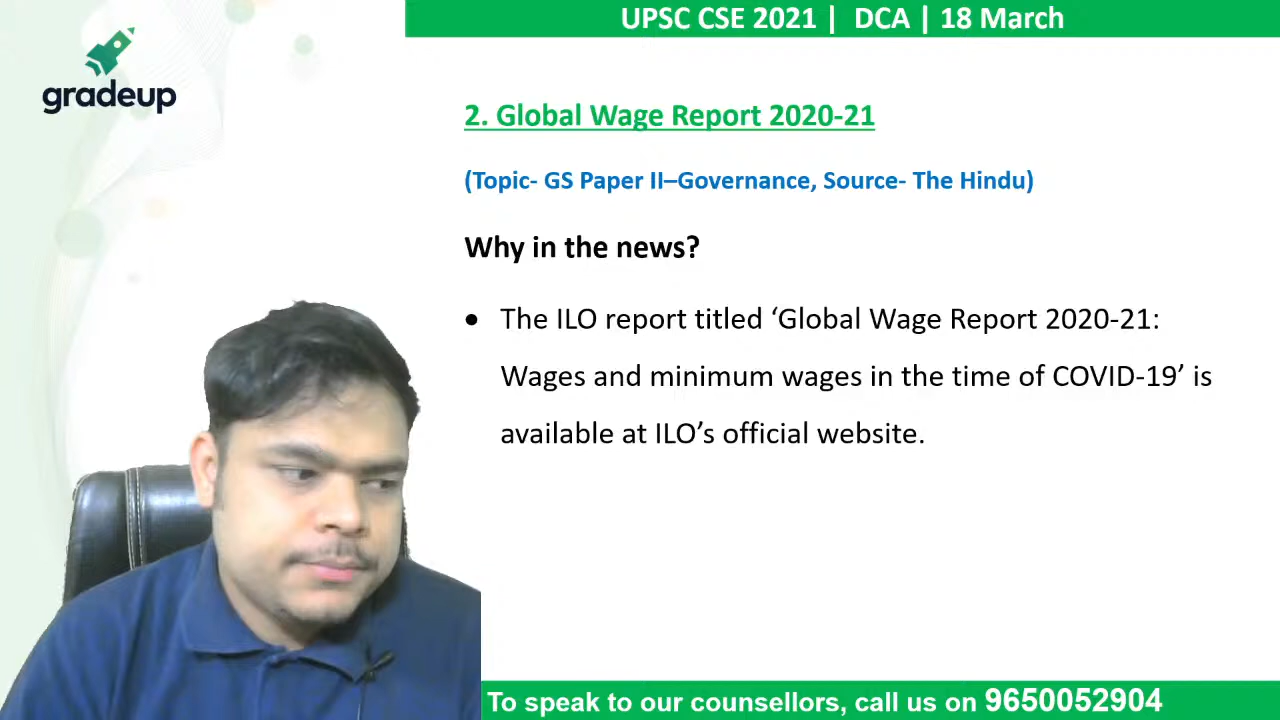 UPSC CSE 2021 | DCA | 18 March
gradeup
2. Global Wage Report 2020-21
(Topic- GS Paper II–Governance, Source- The Hindu)
Why in the news?
• The ILO report titled ‘Global Wage Report 2020-21:
Wages and minimum wages in the time of COVID-19’ is
available at ILO’s official website.
To speak to our counsellors, call us on 9650052904